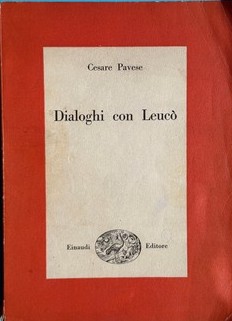 Cesare Pavese
Dialoghi con Leucò
Einaudi Editore